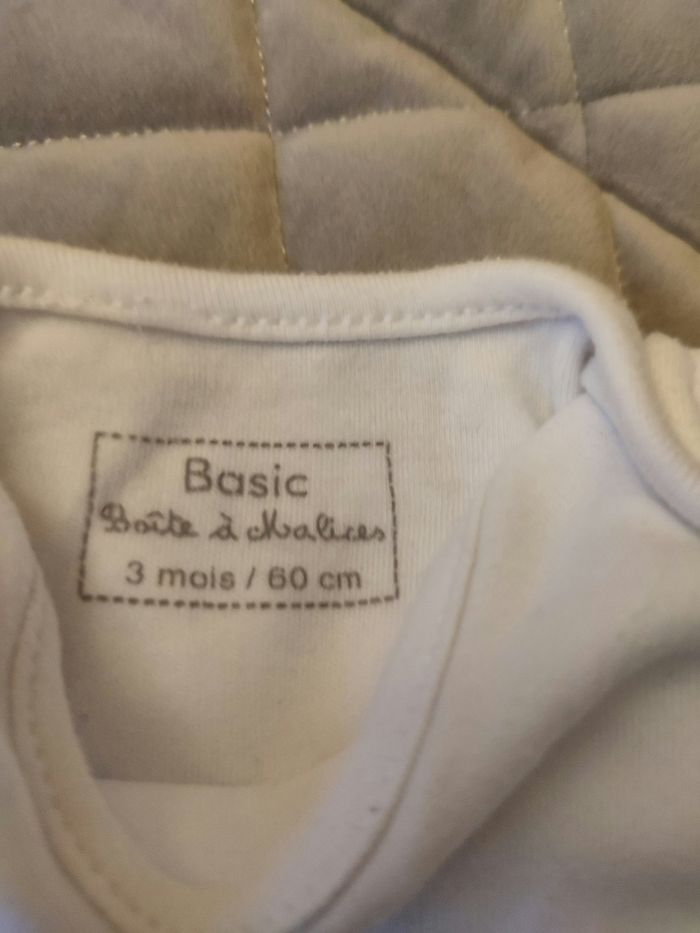 Basic
Boîte à Malices
3 mois / 60 cm